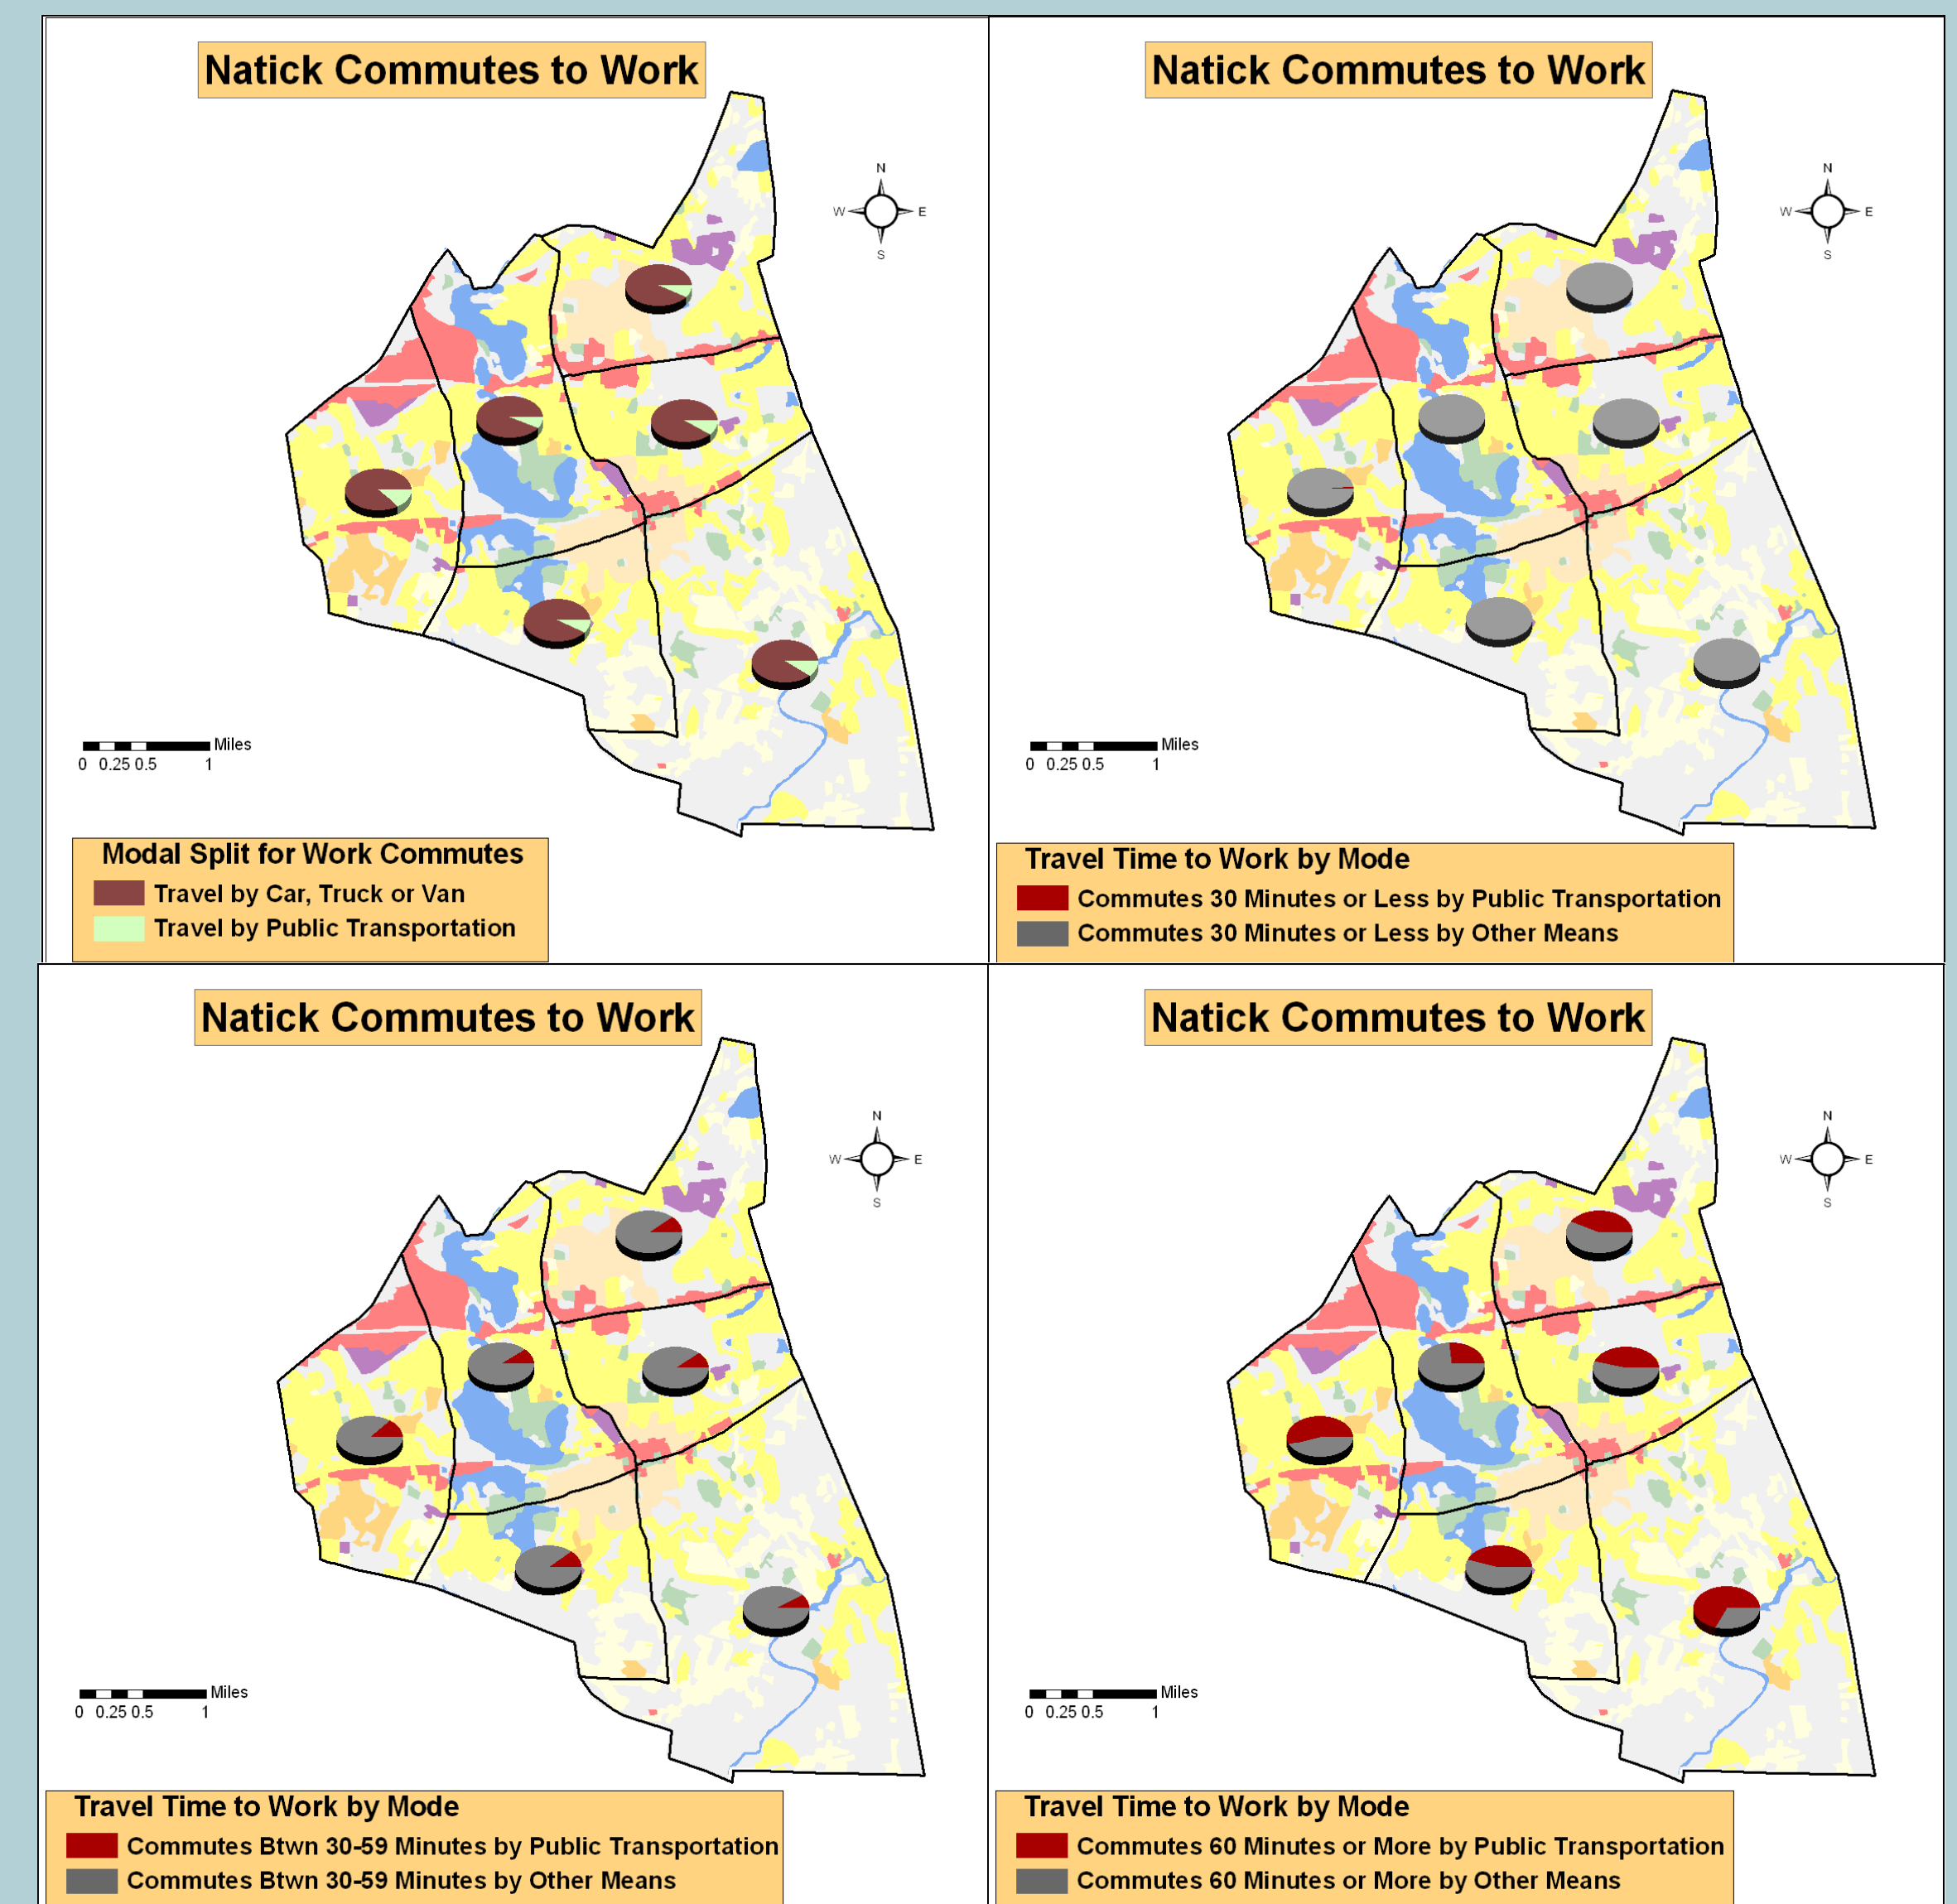 Natick Commutes to Work
N
W E
S
Miles
0 0.25 0.5 1
Modal Split for Work Commutes
Travel by Car, Truck or Van
Travel by Public Transportation
Natick Commutes to Work
N
W E
S
Miles
0 0.25 0.5 1
Travel Time to Work by Mode
Commutes 30 Minutes or Less by Public Transportation
Commutes 30 Minutes or Less by Other Means
Natick Commutes to Work
N
W E
S
Miles
0 0.25 0.5 1
Travel Time to Work by Mode
Commutes Btwn 30-59 Minutes by Public Transportation
Commutes Btwn 30-59 Minutes by Other Means
Natick Commutes to Work
N
W E
S
Miles
0 0.25 0.5 1
Travel Time to Work by Mode
Commutes 60 Minutes or More by Public Transportation
Commutes 60 Minutes or More by Other Means